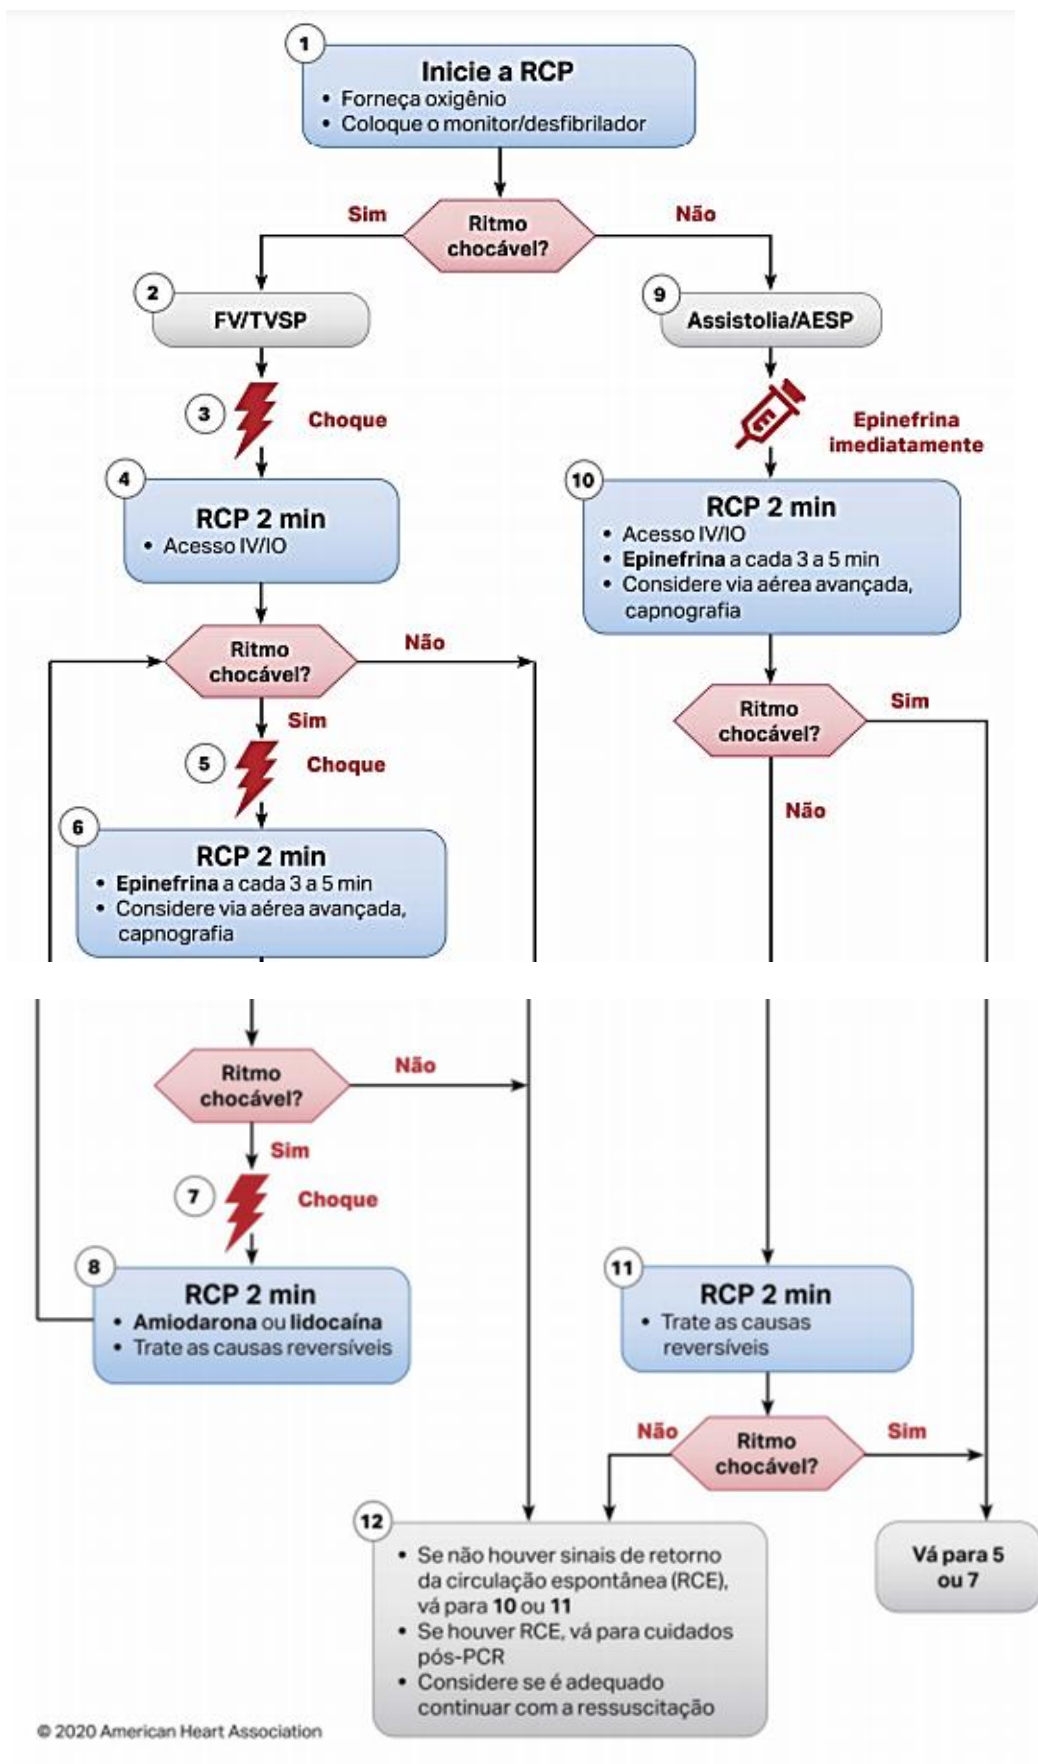 1
Inicie a RCP
• Forneça oxigênio
• Coloque o monitor/desfibrilador
Ritmo
chocável?
Sim
Não
2
FV/TVSP
3
Choque
4
RCP 2 min
• Acesso IV/IO
Ritmo
chocável?
Não
Sim
5
Choque
6
RCP 2 min
• Epinefrina a cada 3 a 5 min
• Considere via aérea avançada,
capnografia
9
Assistolia/AESP
Epinefrina
imediatamente
10
RCP 2 min
• Acesso IV/IO
• Epinefrina a cada 3 a 5 min
• Considere via aérea avançada,
capnografia
Ritmo
chocável?
Sim
Não
Ritmo
chocável?
Não
Sim
7
Choque
8
RCP 2 min
• Amiodarona ou lidocaína
• Trate as causas reversíveis
11
RCP 2 min
• Trate as causas
reversíveis
Ritmo
chocável?
Não
Sim
12
• Se não houver sinais de retorno
da circulação espontânea (RCE),
vá para 10 ou 11
• Se houver RCE, vá para cuidados
pós-PCR
• Considere se é adequado
continuar com a ressuscitação
Vá para 5
ou 7
© 2020 American Heart Association